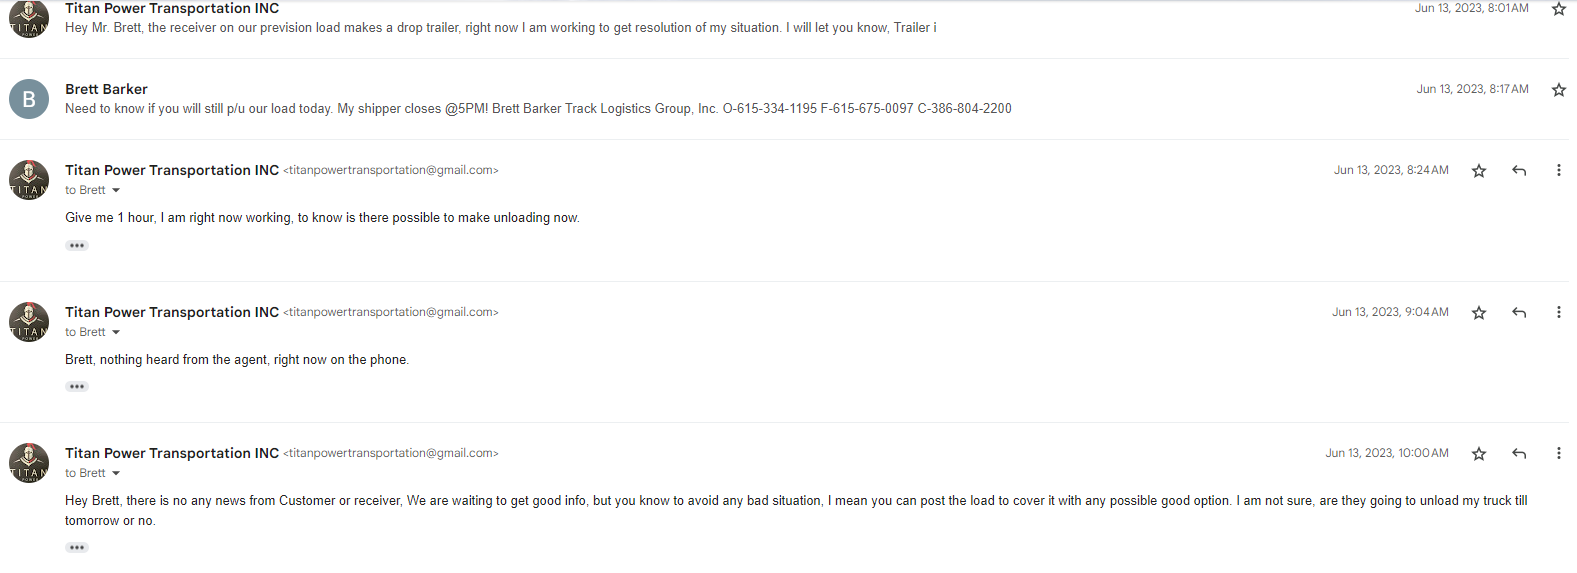 Titan Power Transportation INC
Jun 13, 2023, 8:01 AM
Hey Mr. Brett, the receiver on our prevision load makes a drop trailer, right now I am working to get resolution of my situation. I will let you know, Trailer i
TITAN
POWER
B
Brett Barker
Jun 13, 2023, 8:17 AM
Need to know if you will still p/u our load today. My shipper closes @5PM! Brett Barker Track Logistics Group, Inc. O-615-334-1195 F-615-675-0097 C-386-804-2200
Titan Power Transportation INC <titanpowertransportation@gmail.com>
Jun 13, 2023, 8:24 AM
TITAN
POWER
to Brett
Give me 1 hour, I am right now working, to know is there possible to make unloading now.
Titan Power Transportation INC <titanpowertransportation@gmail.com>
Jun 13, 2023, 9:04 AM
TITAN
POWER
to Brett
Brett, nothing heard from the agent, right now on the phone.
Titan Power Transportation INC <titanpowertransportation@gmail.com>
Jun 13, 2023, 10:00 AM
TITAN
POWER
to Brett
Hey Brett, there is no any news from Customer or receiver, We are waiting to get good info, but you know to avoid any bad situation, I mean you can post the load to cover it with any possible good option. I am not sure, are they going to unload my truck till
tomorrow or no.